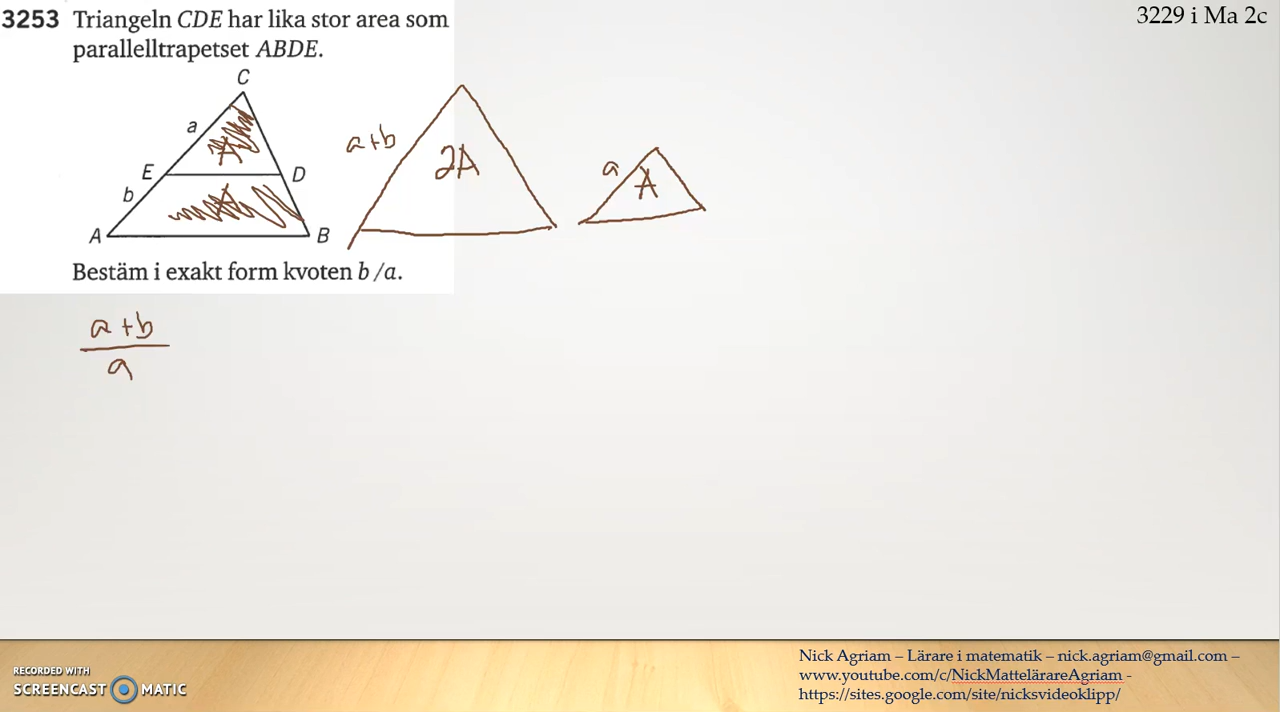 3229 i Ma 2c
3253 Triangeln CDE har lika stor area som
parallelltrapetset ABDE.
C
a
A
E
D
b
A
A
B
a+b
2A
a
A
Bestäm i exakt form kvoten b/a.
a+b
a
RECORDED WITH
SCREENCAST MATIC
Nick Agriam – Lärare i matematik – nick.agriam@gmail.com –
www.youtube.com/c/NickMattelärareAgriam -
https://sites.google.com/site/nicksvideoklipp/